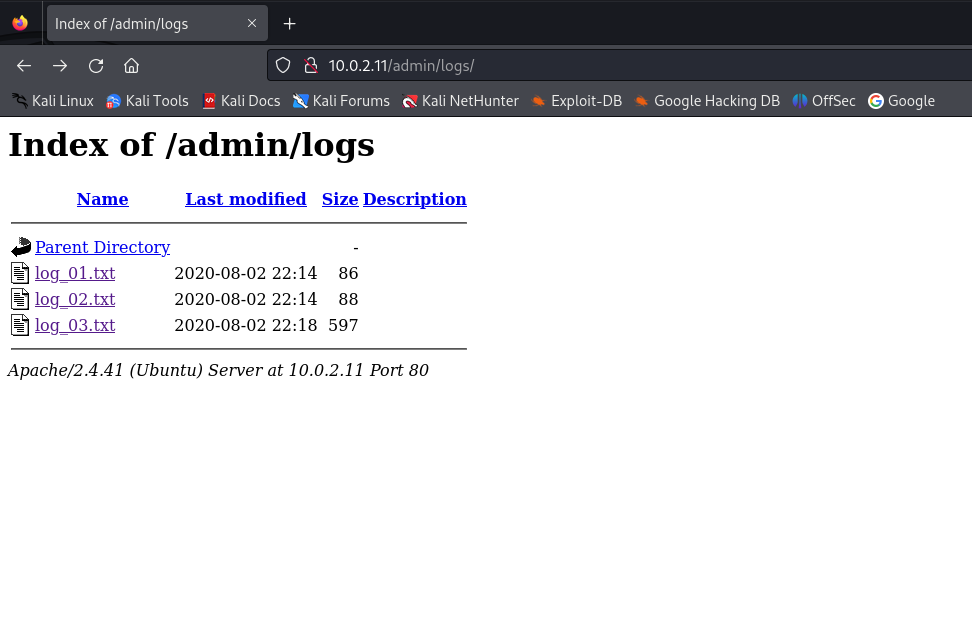 Index of /admin/logs
10.0.2.11/admin/logs/
Kali Linux Kali Tools Kali Docs Kali Forums Kali NetHunter Exploit-DB Google Hacking DB OffSec Google
Index of /admin/logs
Name Last modified Size Description
Parent Directory -
log_01.txt 2020-08-02 22:14 86
log_02.txt 2020-08-02 22:14 88
log_03.txt 2020-08-02 22:18 597
Apache/2.4.41 (Ubuntu) Server at 10.0.2.11 Port 80